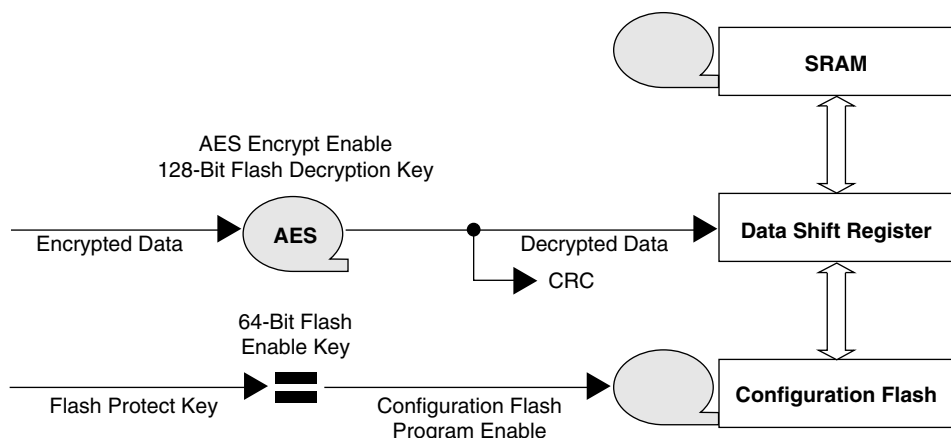 SRAM
AES Encrypt Enable
128-Bit Flash Decryption Key
AES
Data Shift Register
Encrypted Data
Decrypted Data
CRC
64-Bit Flash
Enable Key
Configuration Flash
Flash Protect Key
Configuration Flash
Program Enable